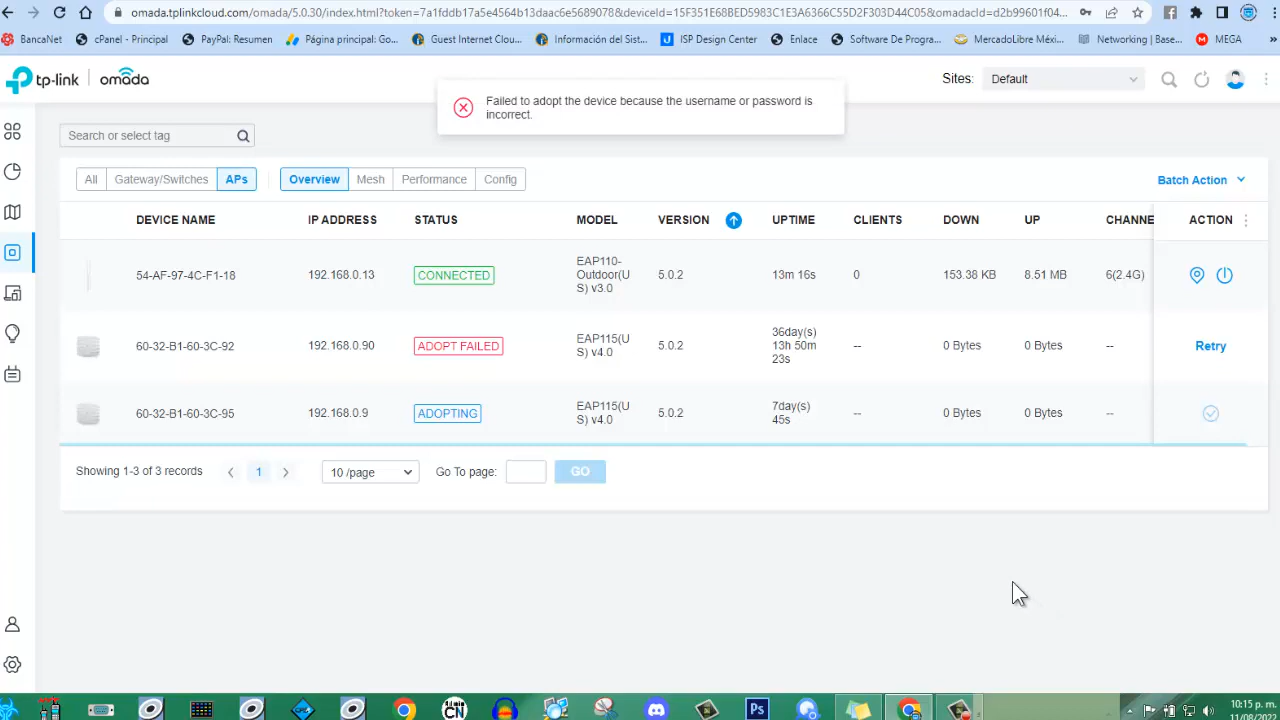 omada.tplinkcloud.com/omada/5.0.30/index.html?token=7a1fddb17a5e4564b13daac6e5689078&deviceId=15F351E68BED5983C1E3A6366C55D2F303D44C05&omadacId=d2b99601f04...
BancaNet cPanel - Principal PayPal: Resumen Página principal: Go... Guest Internet Clou... Información del Sist... ISP Design Center Enlace Software De Progra... MercadoLibre Méxi... Networking | Base... MEGA »
tp-link | omada Sites: Default
Failed to adopt the device because the username or password is
incorrect.
Search or select tag
All Gateway/Switches APs Overview Mesh Performance Config Batch Action
DEVICE NAME IP ADDRESS STATUS MODEL VERSION UPTIME CLIENTS DOWN UP CHANNE ACTION
54-AF-97-4C-F1-18 192.168.0.13 CONNECTED EAP110-Outdoor(US) v3.0 5.0.2 13m 16s 0 153.38 KB 8.51 MB 6(2.4G)
60-32-B1-60-3C-92 192.168.0.90 ADOPT FAILED EAP115(US) v4.0 5.0.2 36day(s) 13h 50m 23s -- 0 Bytes 0 Bytes -- Retry
60-32-B1-60-3C-95 192.168.0.9 ADOPTING EAP115(US) v4.0 5.0.2 7day(s) 45s -- 0 Bytes 0 Bytes --
Showing 1-3 of 3 records 1 10 /page Go To page: GO
CN Ps 10:15 p. m.